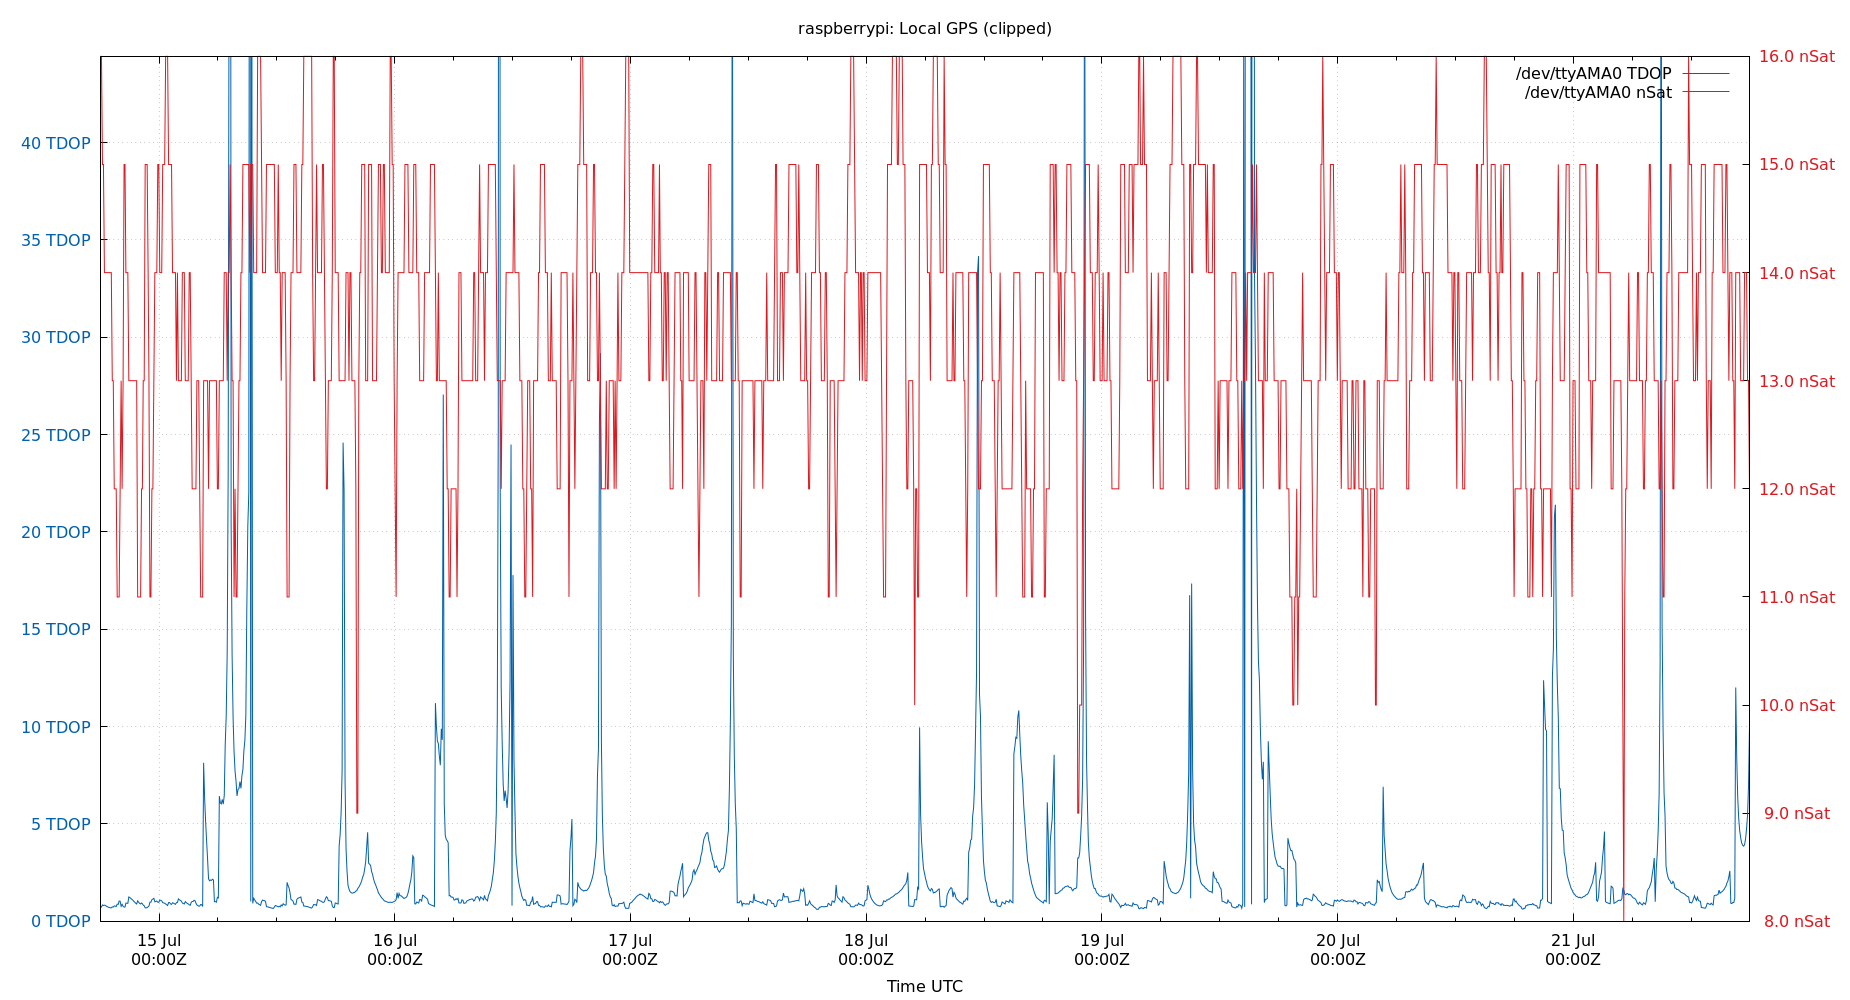 raspberrypi: Local GPS (clipped)
/dev/ttyAMA0 TDOP
/dev/ttyAMA0 nSat
40 TDOP
35 TDOP
30 TDOP
25 TDOP
20 TDOP
15 TDOP
10 TDOP
5 TDOP
0 TDOP
16.0 nSat
15.0 nSat
14.0 nSat
13.0 nSat
12.0 nSat
11.0 nSat
10.0 nSat
9.0 nSat
8.0 nSat
15 Jul
00:00Z
16 Jul
00:00Z
17 Jul
00:00Z
18 Jul
00:00Z
19 Jul
00:00Z
20 Jul
00:00Z
21 Jul
00:00Z
Time UTC